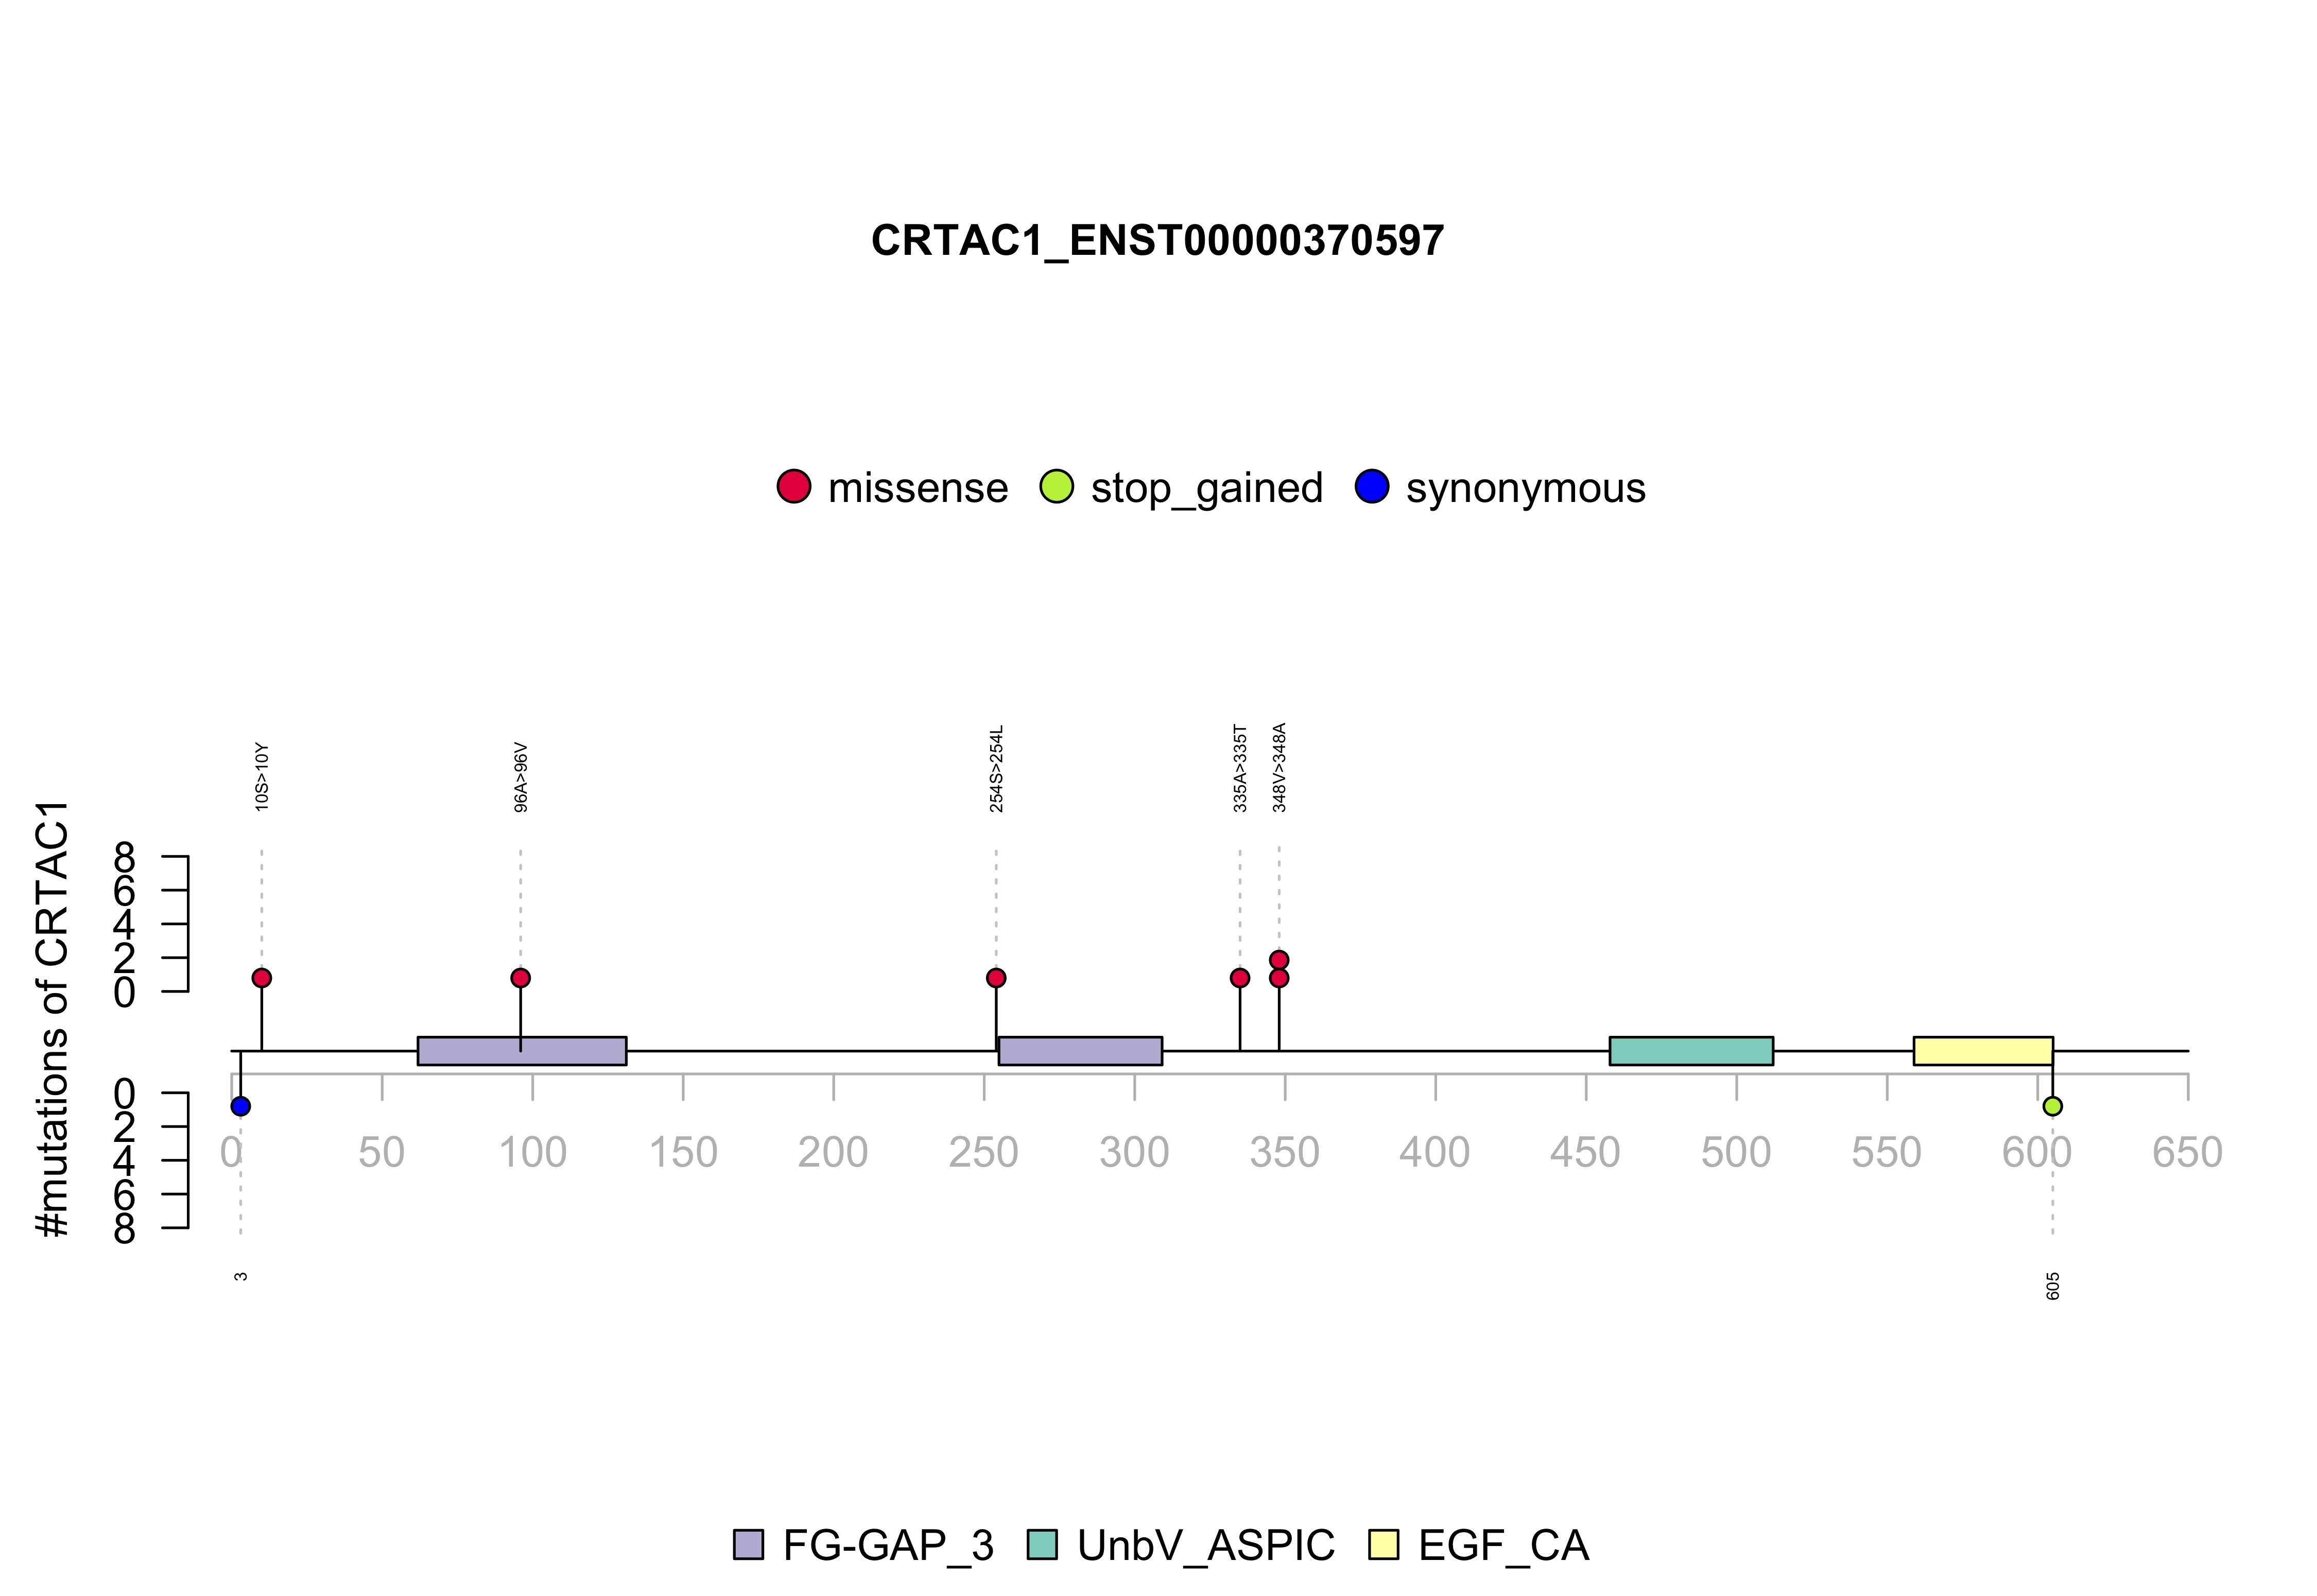 CRTAC1_ENST00000370597
missense stop_gained synonymous
10S>10Y 96A>96V 254S>254L 335A>335T 348V>348A
#mutations of CRTAC1
8
6
4
2
0
0
2
4
6
8
0 50 100 150 200 250 300 350 400 450 500 550 600 650
3 605
FG-GAP_3 UnbV_ASPIC EGF_CA